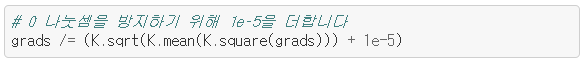 # 0 나눗셈을 방지하기 위해 1e-5을 더합니다
grads /= (K.sqrt(K.mean(K.square(grads))) + 1e-5)